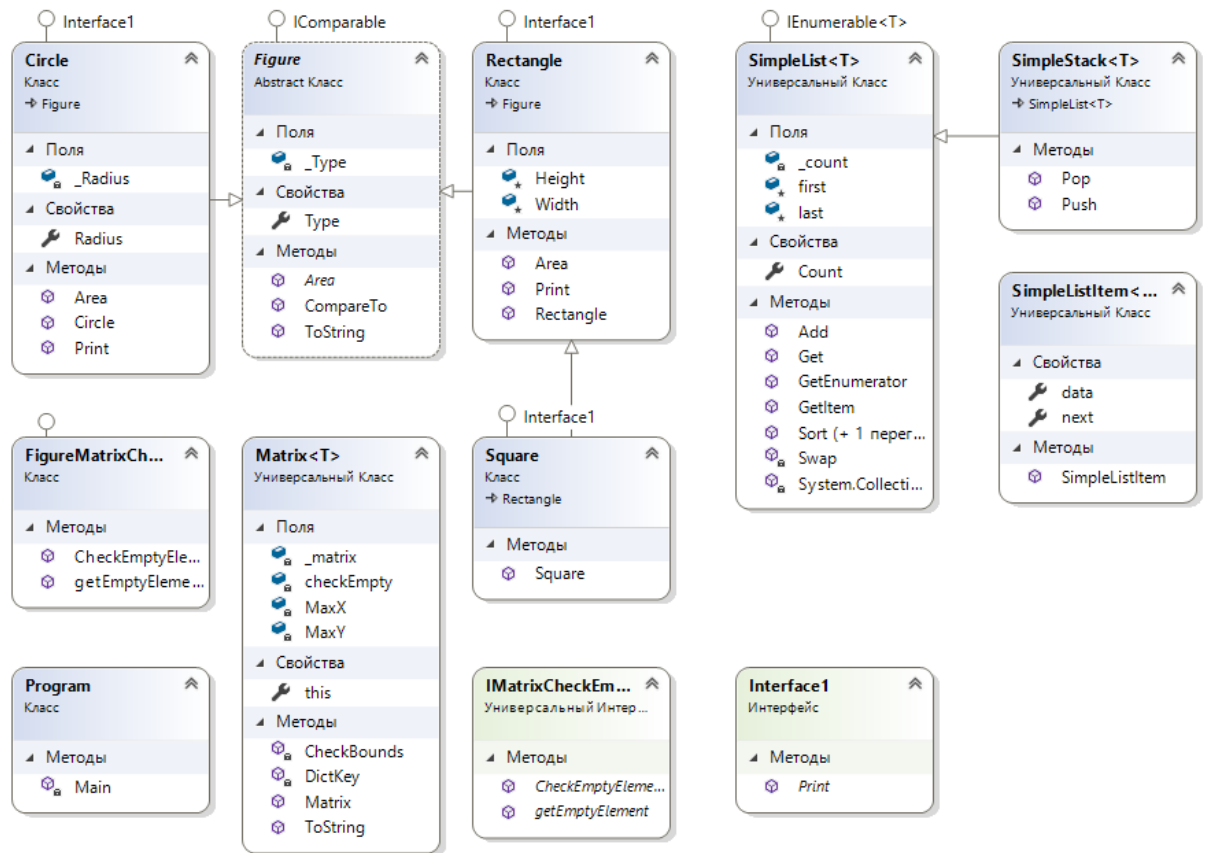 Interface1
Circle
Класс
Figure
Поля
_Radius
Свойства
Radius
Методы
Area
Circle
Print
IComparable
Figure
Abstract Класс
Поля
_Type
Свойства
Type
Методы
Area
CompareTo
ToString
Interface1
Rectangle
Класс
Figure
Поля
Height
Width
Методы
Area
Print
Rectangle
IEnumerable<T>
SimpleList<T>
Универсальный Класс
Поля
_count
first
last
Свойства
Count
Методы
Add
Get
GetEnumerator
GetItem
Sort (+ 1 перег...
Swap
System.Collecti...
SimpleStack<T>
Универсальный Класс
SimpleList<T>
Методы
Pop
Push
SimpleListItem<...
Универсальный Класс
Свойства
data
next
Методы
SimpleListItem
FigureMatrixCh...
Класс
Методы
CheckEmptyEle...
getEmptyEleme...
Matrix<T>
Универсальный Класс
Поля
_matrix
checkEmpty
MaxX
MaxY
Свойства
this
Методы
CheckBounds
DictKey
Matrix
ToString
Interface1
Square
Класс
Rectangle
Методы
Square
Program
Класс
Методы
Main
IMatrixCheckEm...
Универсальный Интер...
Методы
CheckEmptyEleme...
getEmptyElement
Interface1
Интерфейс
Методы
Print